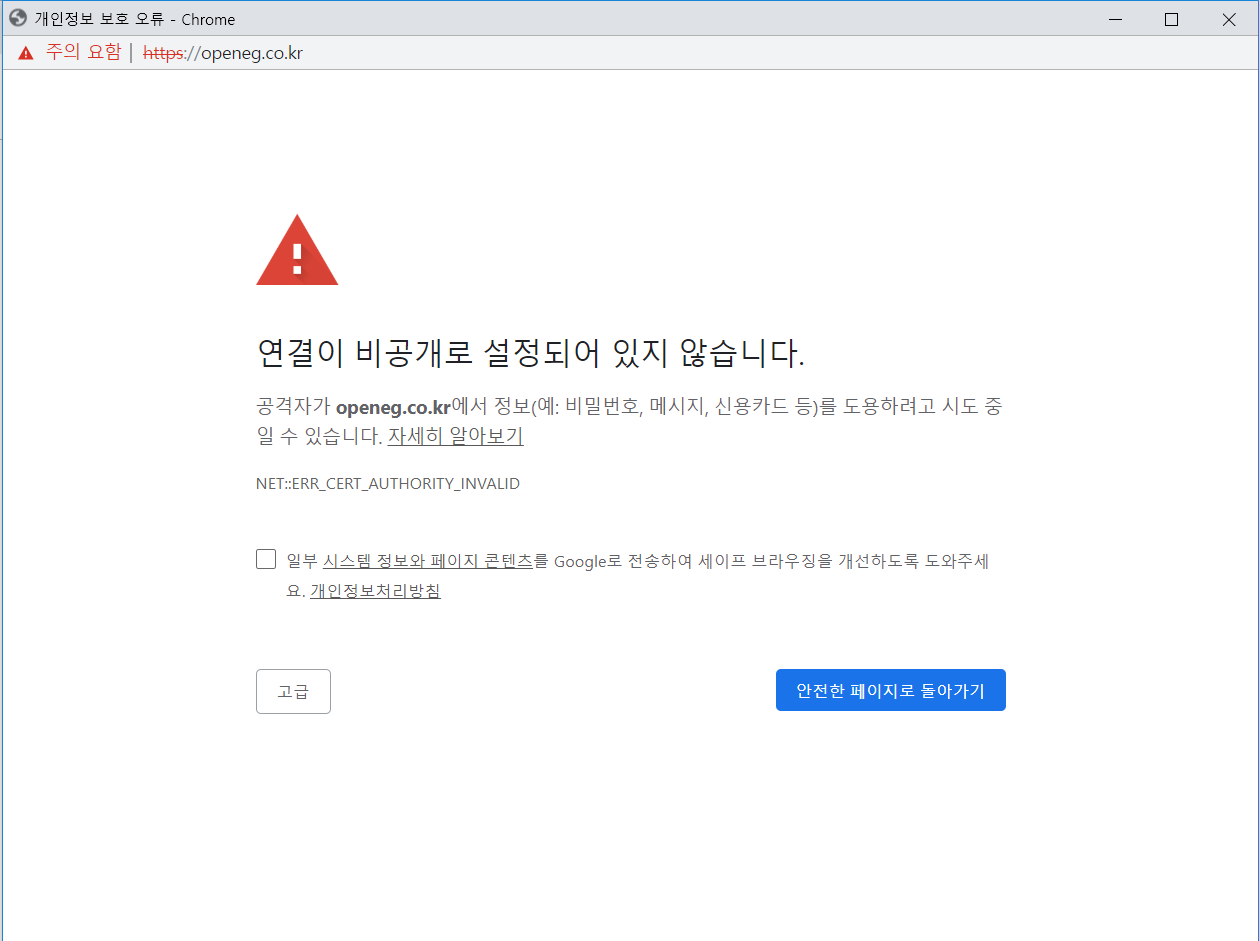 개인정보 보호 오류 - Chrome
주의 요함 | https://openeg.co.kr
연결이 비공개로 설정되어 있지 않습니다.
공격자가 openeg.co.kr에서 정보(예: 비밀번호, 메시지, 신용카드 등)를 도용하려고 시도 중
일 수 있습니다. 자세히 알아보기
NET::ERR_CERT_AUTHORITY_INVALID
일부 시스템 정보와 페이지 콘텐츠를 Google로 전송하여 세이프 브라우징을 개선하도록 도와주세
요. 개인정보처리방침
고급
안전한 페이지로 돌아가기